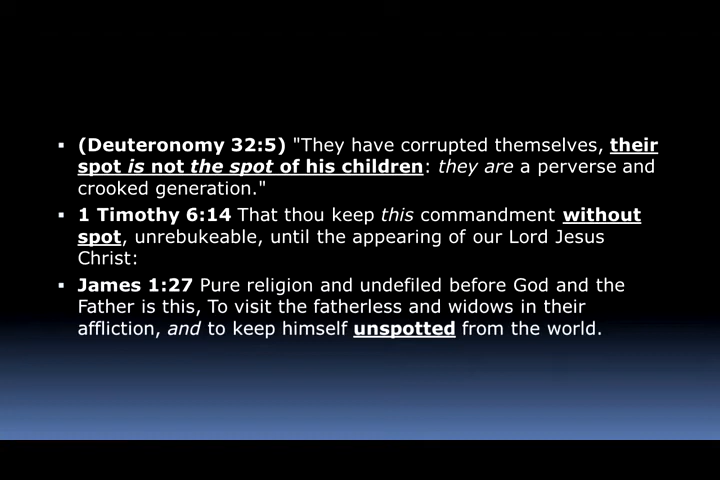 ▪ (Deuteronomy 32:5) "They have corrupted themselves, their
spot is not the spot of his children: they are a perverse and
crooked generation."
▪ 1 Timothy 6:14 That thou keep this commandment without
spot, unrebukeable, until the appearing of our Lord Jesus
Christ:
▪ James 1:27 Pure religion and undefiled before God and the
Father is this, To visit the fatherless and widows in their
affliction, and to keep himself unspotted from the world.